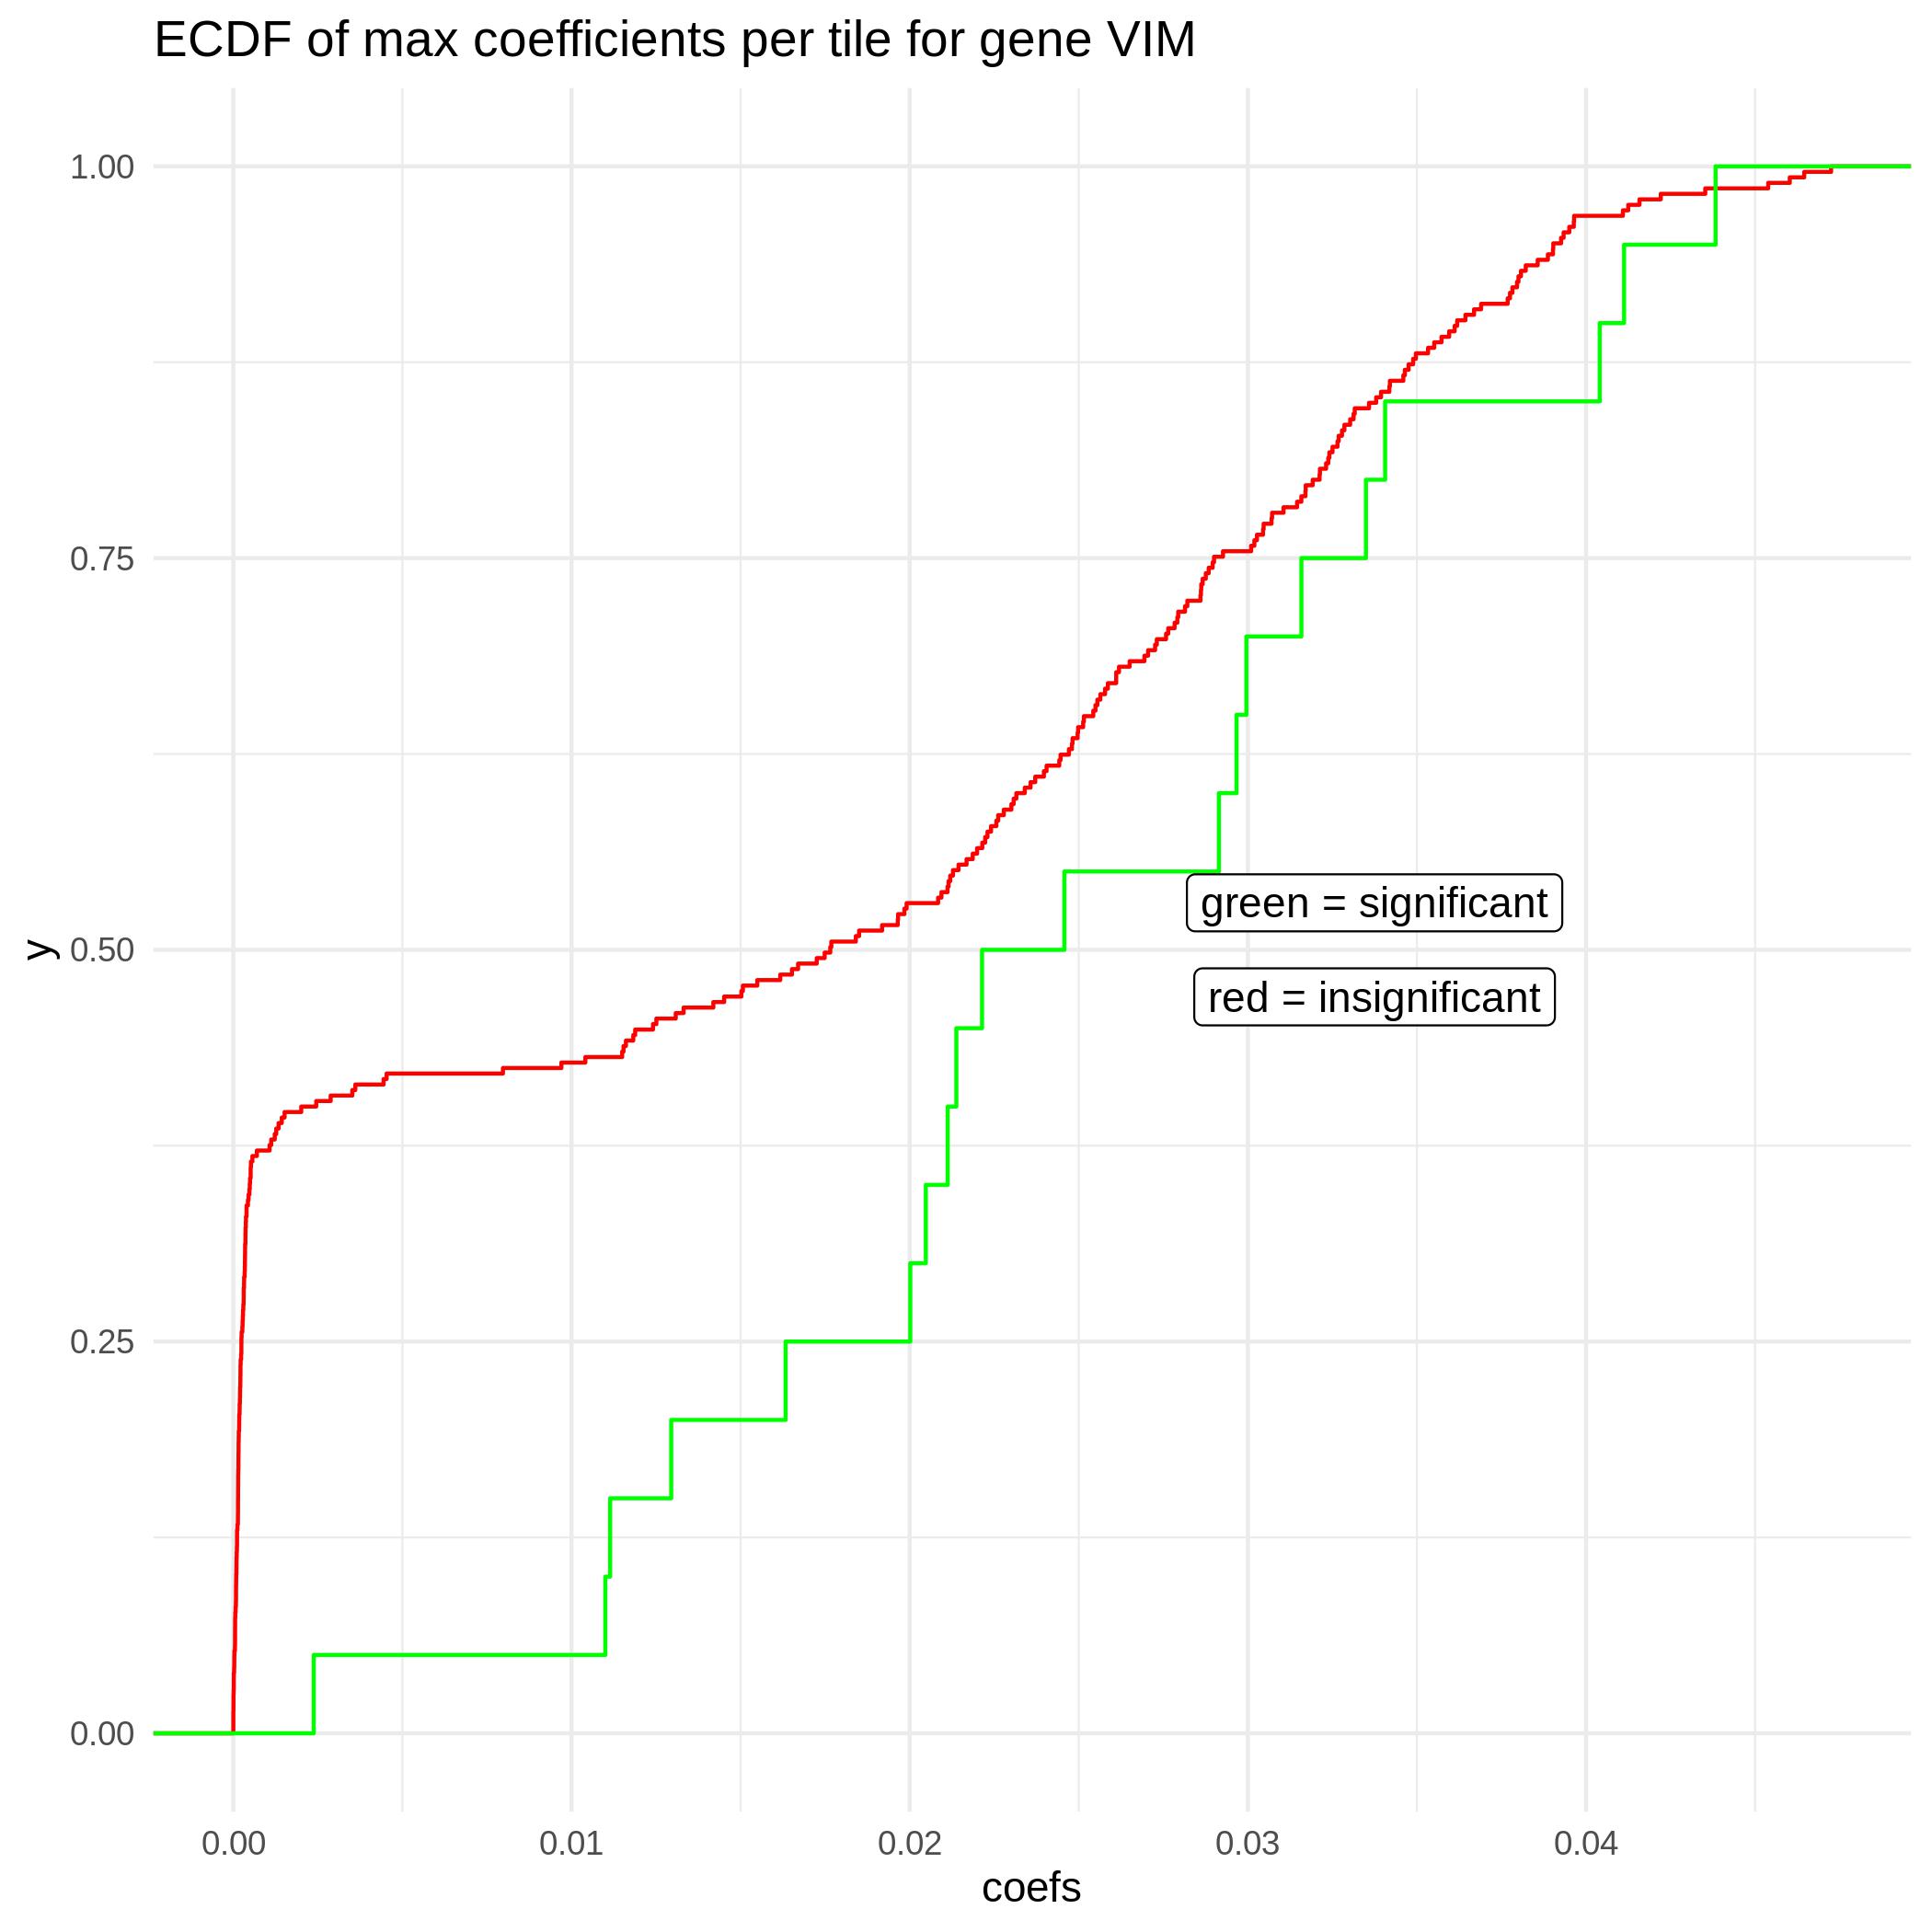 ECDF of max coefficients per tile for gene VIM
1.00
0.75
0.50
0.25
0.00
y
green = significant
red = insignificant
0.00 0.01 0.02 0.03 0.04
coefs